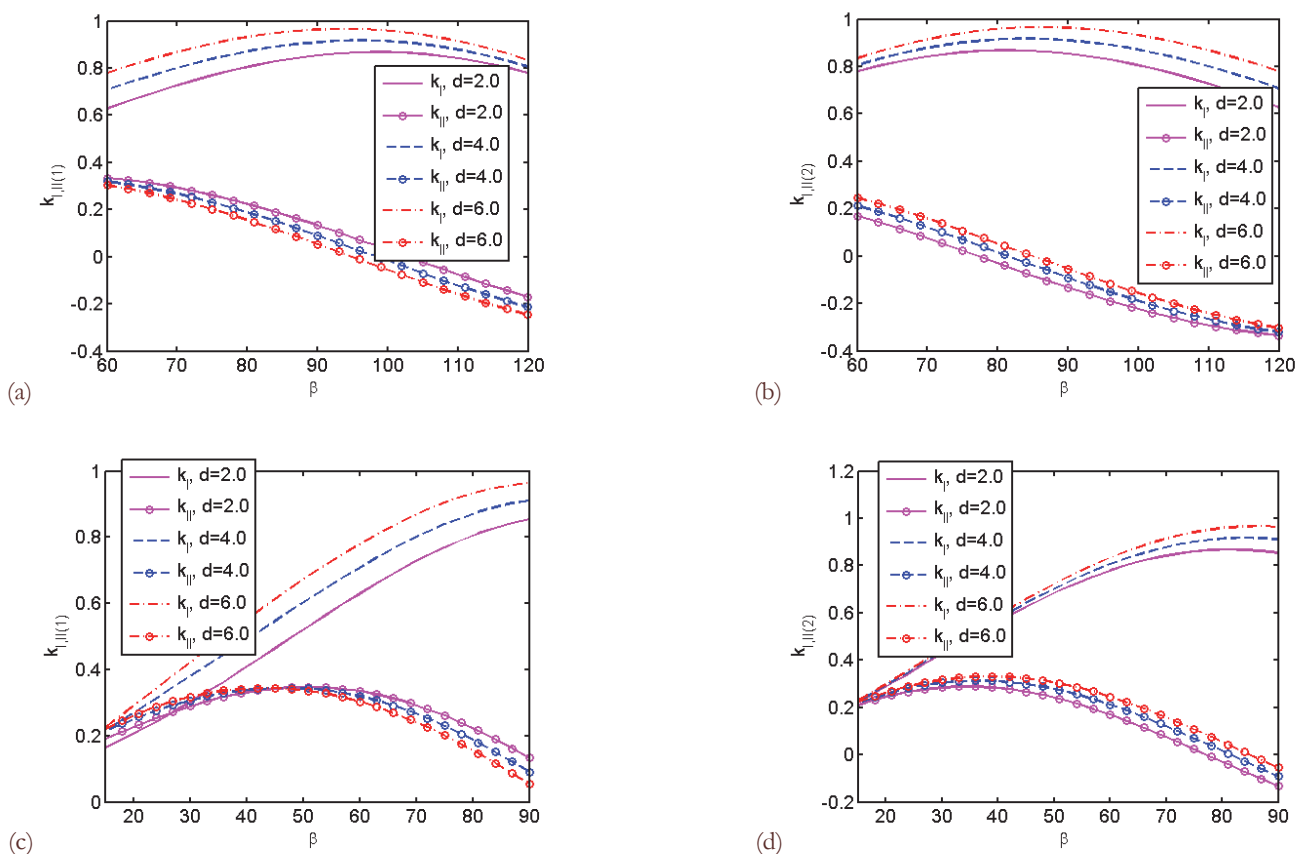 1
0.8
0.6
0.4
0.2
0
-0.2
-0.4
60 70 80 90 100 110 120
β
k_I,II(1)
k_I, d=2.0
k_II, d=2.0
k_I, d=4.0
k_II, d=4.0
k_I, d=6.0
k_II, d=6.0
(a)
1
0.8
0.6
0.4
0.2
0
-0.2
-0.4
60 70 80 90 100 110 120
β
k_I,II(2)
k_I, d=2.0
k_II, d=2.0
k_I, d=4.0
k_II, d=4.0
k_I, d=6.0
k_II, d=6.0
(b)
1
0.8
0.6
0.4
0.2
0
20 30 40 50 60 70 80 90
β
k_I,II(1)
k_I, d=2.0
k_II, d=2.0
k_I, d=4.0
k_II, d=4.0
k_I, d=6.0
k_II, d=6.0
(c)
1.2
1
0.8
0.6
0.4
0.2
0
-0.2
20 30 40 50 60 70 80 90
β
k_I,II(2)
k_I, d=2.0
k_II, d=2.0
k_I, d=4.0
k_II, d=4.0
k_I, d=6.0
k_II, d=6.0
(d)